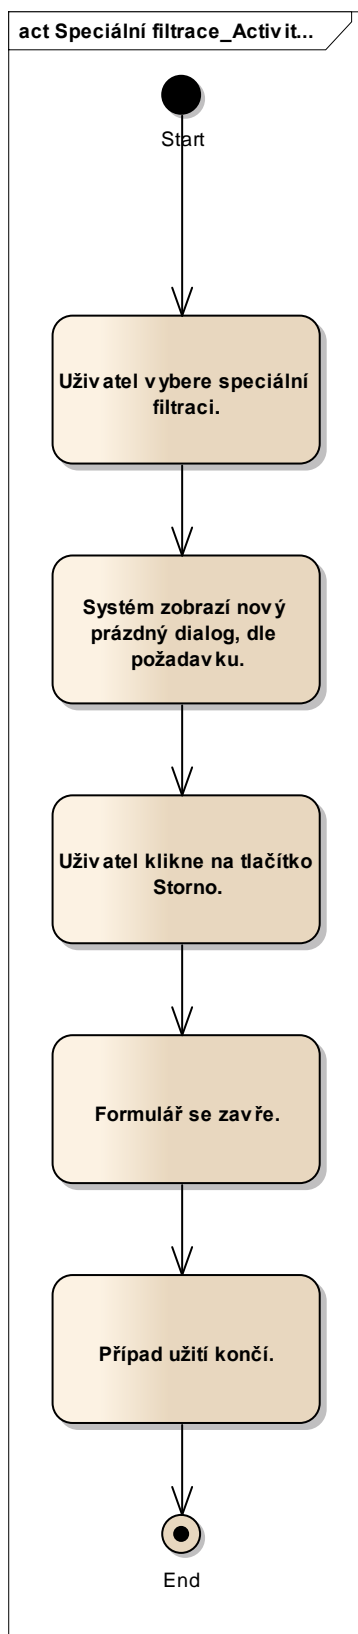 act Speciální filtrace_Activit...
Start
Uživatel vybere speciální
filtraci.
Systém zobrazí nový
prázdný dialog, dle
požadavku.
Uživatel klikne na tlačítko
Storno.
Formulář se zavře.
Případ užití končí.
End